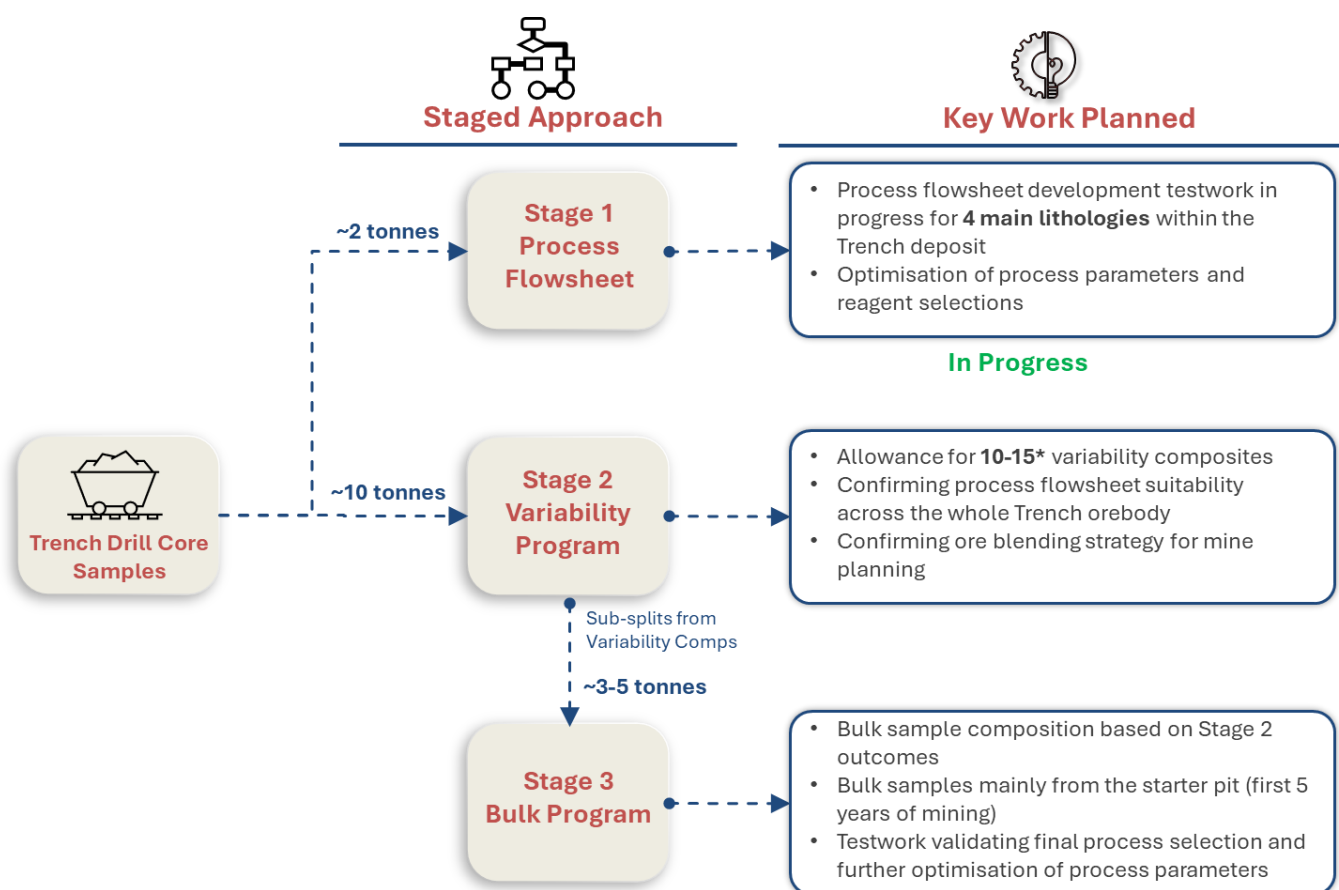 Staged Approach
Key Work Planned
~2 tonnes
Stage 1
Process
Flowsheet
• Process flowsheet development testwork in
progress for 4 main lithologies within the
Trench deposit
• Optimisation of process parameters and
reagent selections
In Progress
Trench Drill Core
Samples
~10 tonnes
Stage 2
Variability
Program
• Allowance for 10-15* variability composites
• Confirming process flowsheet suitability
across the whole Trench orebody
• Confirming ore blending strategy for mine
planning
Sub-splits from
Variability Comps
~3-5 tonnes
Stage 3
Bulk Program
• Bulk sample composition based on Stage 2
outcomes
• Bulk samples mainly from the starter pit (first 5
years of mining)
• Testwork validating final process selection and
further optimisation of process parameters